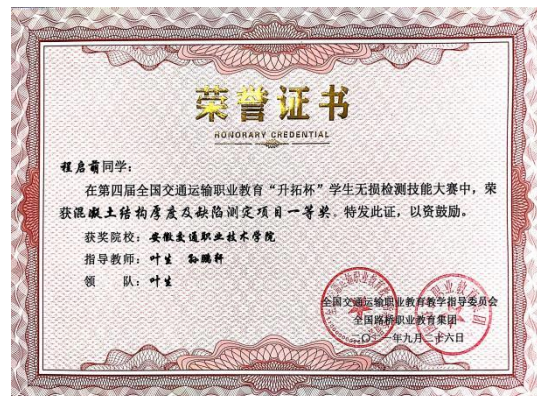 荣誉证书
HONORARY CREDENTIAL
程启萌同学：
在第四届全国交通运输职业教育“升拓杯”学生无损检测技能大赛中，荣
获混凝土结构厚度及缺陷测定项目一等奖。特发此证，以资鼓励。
获奖院校：安徽交通职业技术学院
指导教师：叶生 孙鹏轩
领 队：叶生
全国交通运输职业教育教学指导委员会
全国路桥职业教育集团
二〇二一年九月二十六日